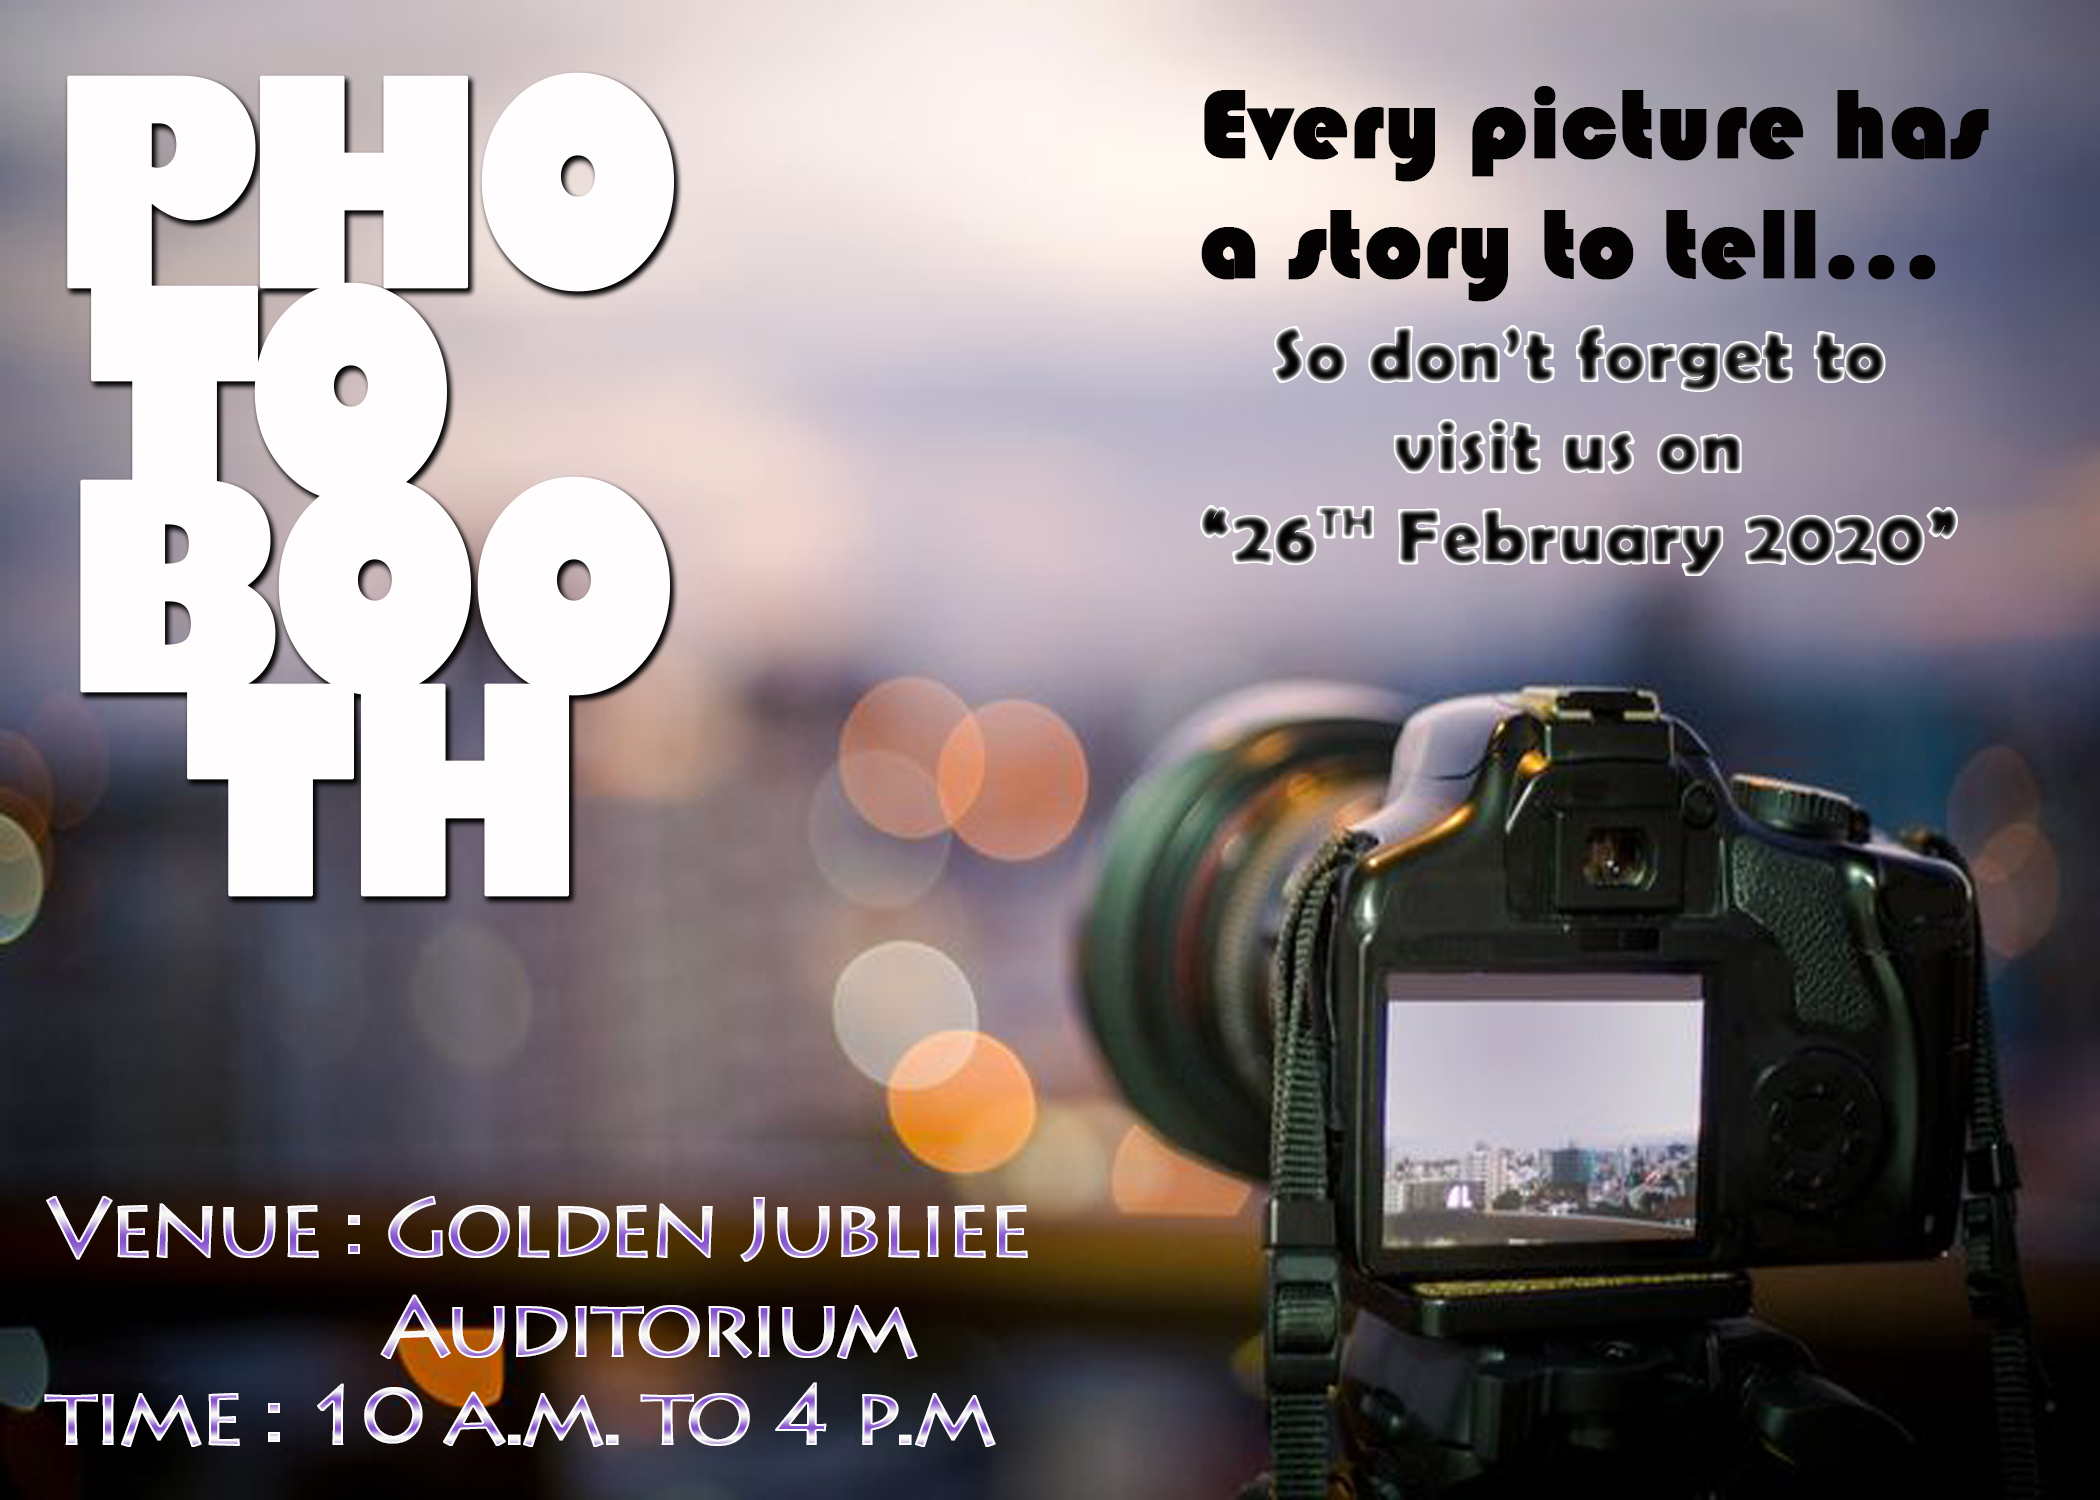 PHO
TO
BOO
TH
Every picture has
a story to tell...
So don't forget to
visit us on
“26TH February 2020”
VENUE : GOLDEN JUBLIEE
AUDITORIUM
TIME : 10 A.M. TO 4 P.M